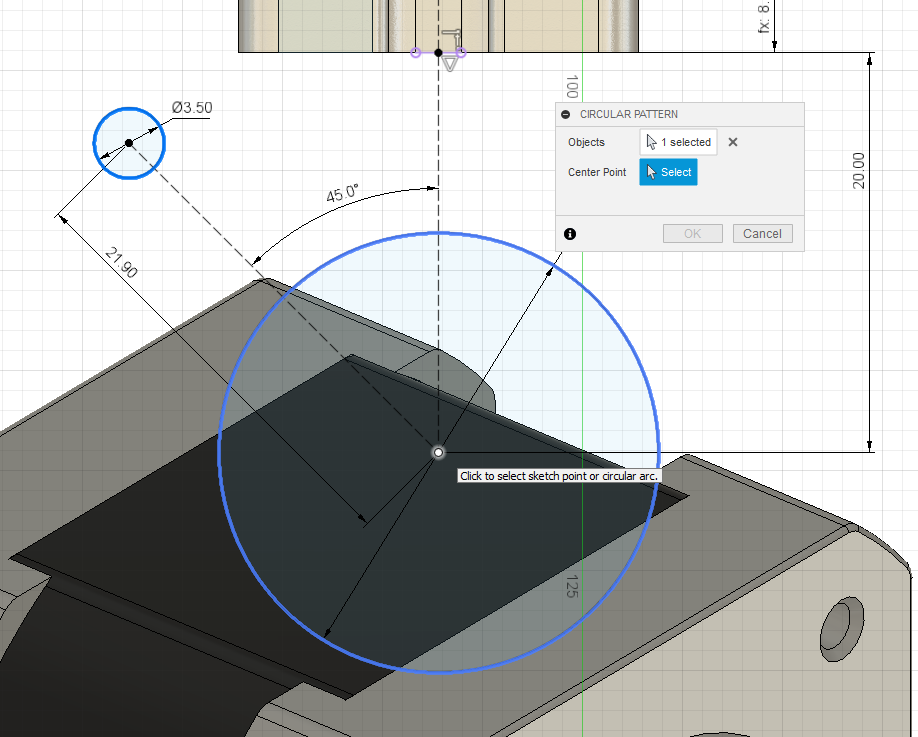 fx: 8.
100
Ø3.50
CIRCULAR PATTERN
Objects
1 selected
Center Point
Select
45.0°
20.00
OK
Cancel
21.90
Click to select sketch point or circular arc.
125